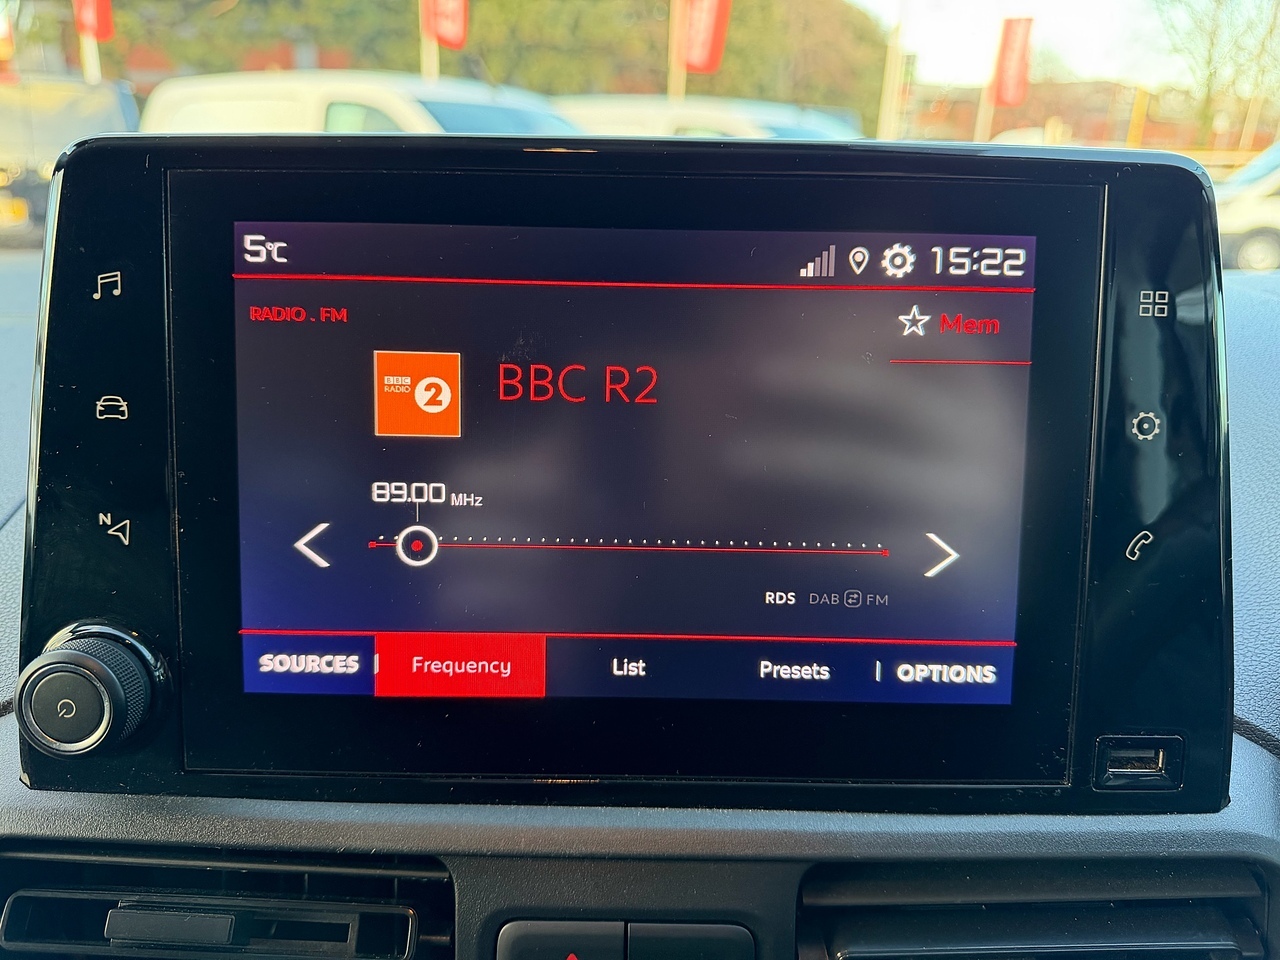 5°C
15:22
RADIO . FM
Mem
BBC
RADIO
2
BBC R2
89.00 MHz
N
RDS DAB FM
SOURCES Frequency List Presets OPTIONS